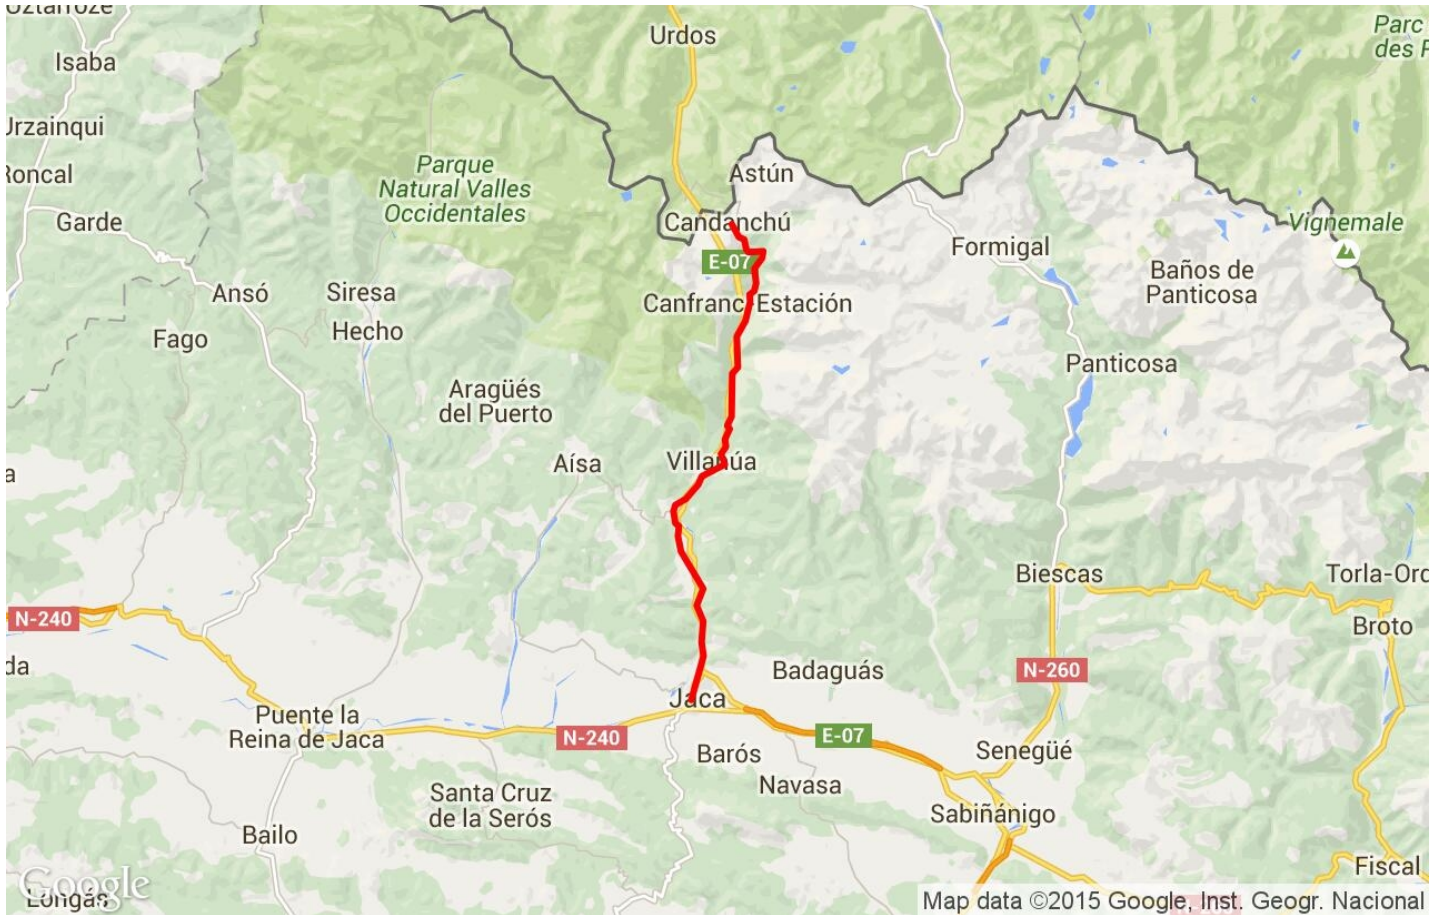 Uztárroze
Urdos
Parc
des P
Isaba
Urzainqui
Parque
Natural Valles
Occidentales
Astún
Roncal
Garde
Candanchú
Vignemale
Formigal
E-07
Baños de
Panticosa
Ansó
Siresa
Canfranc-Estación
Hecho
Fago
Panticosa
Aragüés
del Puerto
Aísa
Villanúa
a
Biescas
Torla-Ord
N-240
Broto
da
Badaguás
N-260
Jaca
Puente la
Reina de Jaca
N-240
E-07
Barós
Senegüé
Navasa
Santa Cruz
de la Serós
Sabiñánigo
Bailo
Fiscal
Google
Longás
Map data ©2015 Google, Inst. Geogr. Nacional